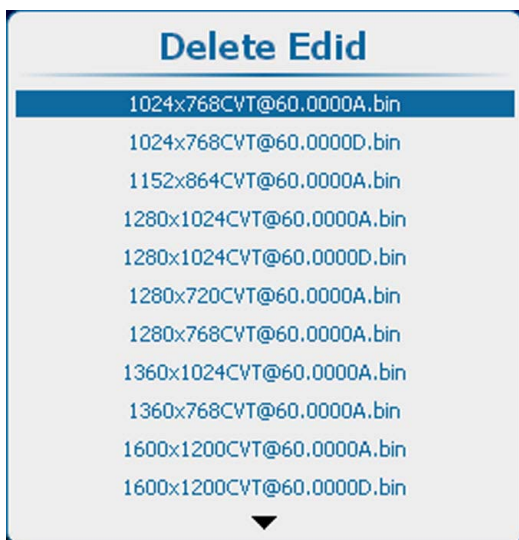 Delete Edid
1024x768CVT@60.0000A.bin
1024x768CVT@60.0000D.bin
1152x864CVT@60.0000A.bin
1280x1024CVT@60.0000A.bin
1280x1024CVT@60.0000D.bin
1280x720CVT@60.0000A.bin
1280x768CVT@60.0000A.bin
1360x1024CVT@60.0000A.bin
1360x768CVT@60.0000A.bin
1600x1200CVT@60.0000A.bin
1600x1200CVT@60.0000D.bin